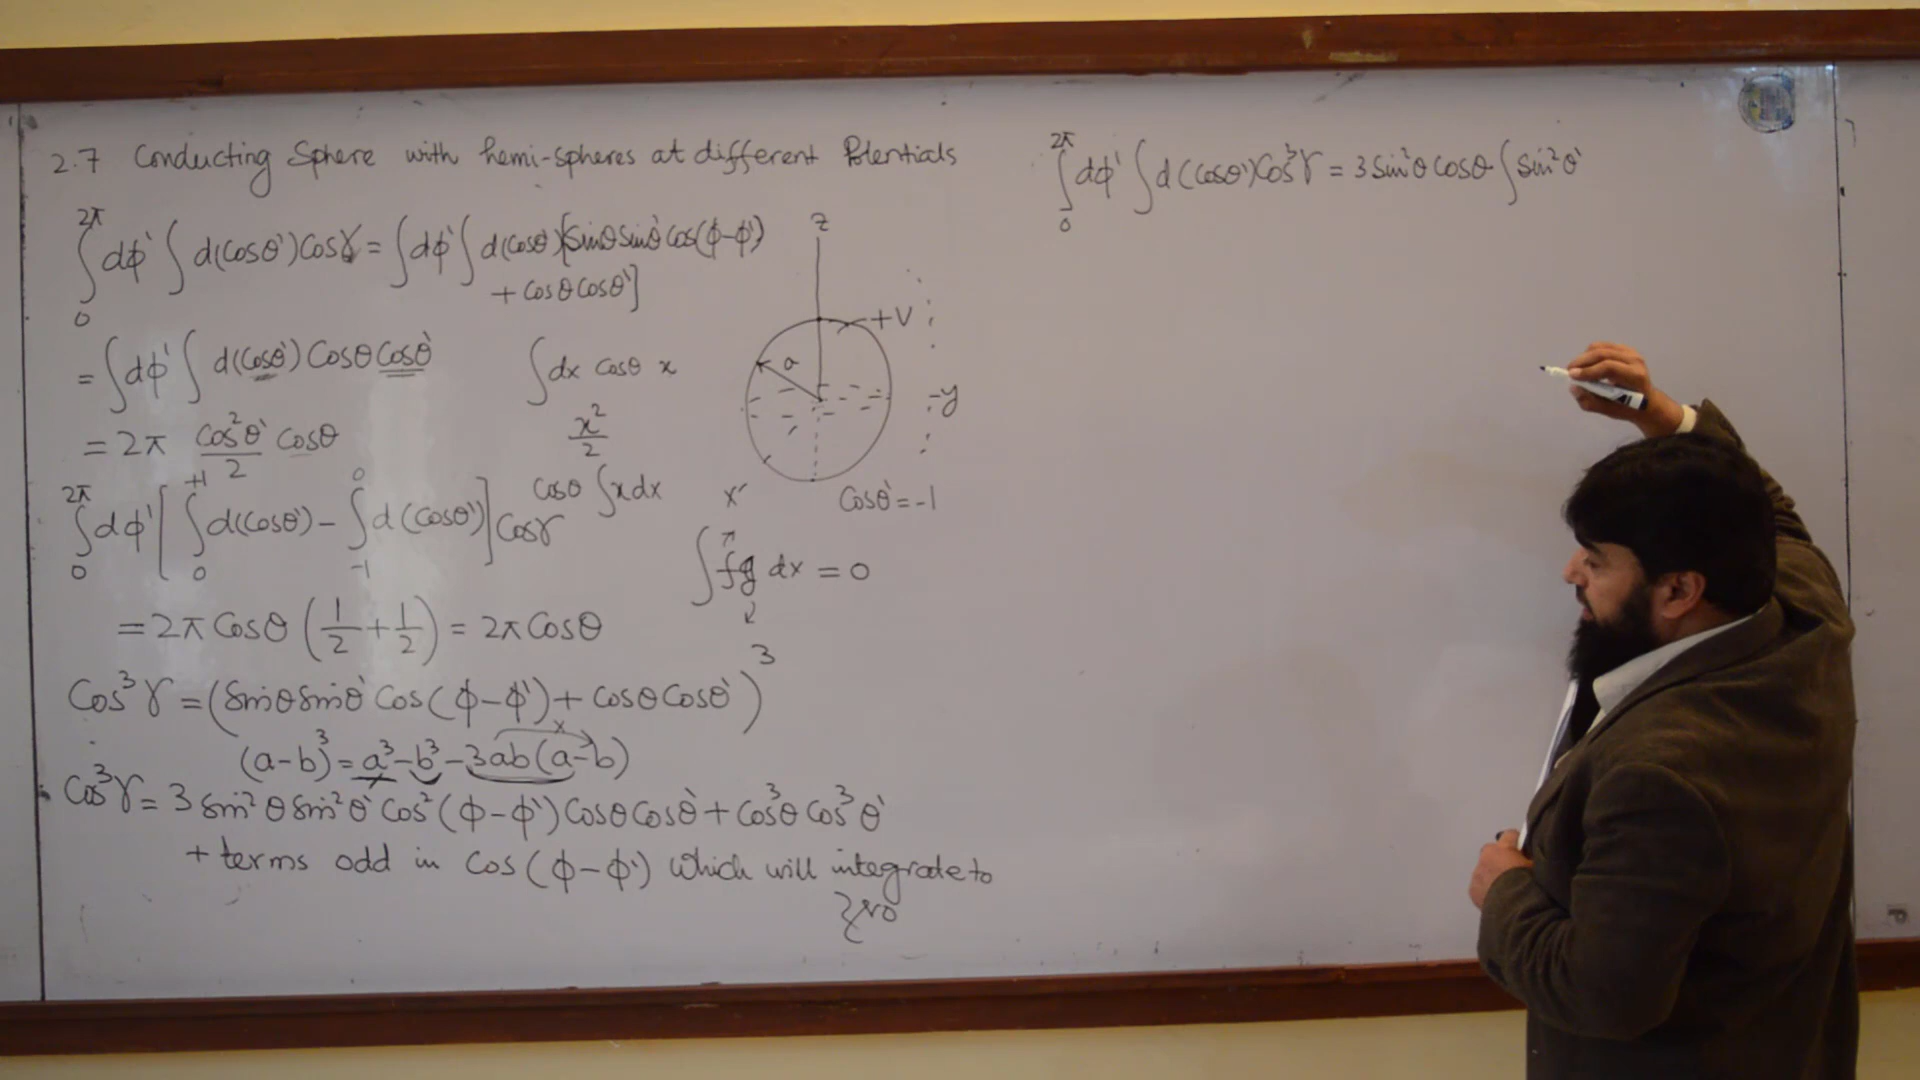 2.7 Conducting Sphere with hemi-spheres at different Potentials
∫₀^2π dφ' ∫ d(cosθ')cosγ = ∫dφ' ∫ d(cosθ')[sinθ sinθ' cos(φ-φ')
+ cosθ cosθ']
= ∫dφ' ∫ d(cosθ') cosθ cosθ'
∫dx cosθ x
= 2π cos²θ'/2 cosθ
x²/2
cosθ ∫x dx
∫₀^2π dφ' [∫₀^+1 d(cosθ') - ∫₋₁^0 d(cosθ')] cosγ
= 2π cosθ (1/2 + 1/2) = 2π cosθ
cos³γ = (sinθ sinθ' cos(φ-φ') + cosθ cosθ')³
(a-b)³ = a³-b³-3ab(a-b)
x
cos³γ = 3 sin²θ sin²θ' cos²(φ-φ') cosθ cosθ' + cos³θ cos³θ'
+ terms odd in cos(φ-φ') which will integrate to
zero
z
+V
a
-y
x'
cosθ' = -1
∫fg dx = 0
∫₀^2π dφ' ∫ d(cosθ')cos³γ = 3 sin²θ cosθ ∫sin²θ'